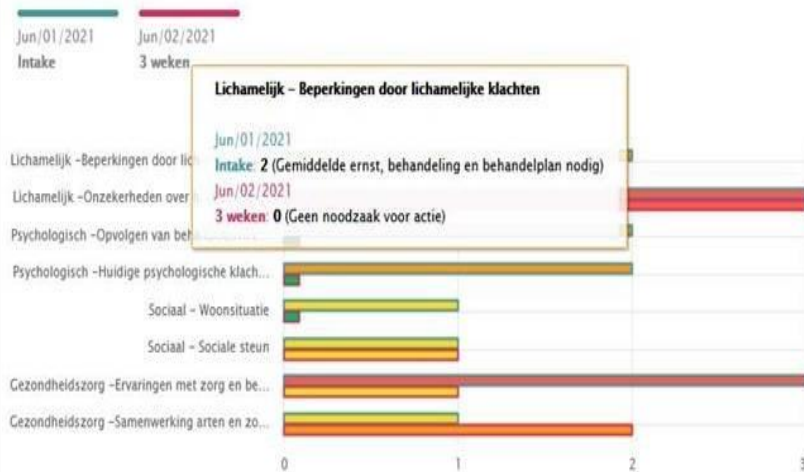 Jun/01/2021 Jun/02/2021
Intake 3 weken
Lichamelijk – Beperkingen door lichamelijke klachten
Jun/01/2021
Intake: 2 (Gemiddelde ernst, behandeling en behandelplan nodig)
Jun/02/2021
3 weken: 0 (Geen noodzaak voor actie)
Lichamelijk –Beperkingen door lic
Lichamelijk –Onzekerheden over
Psychologisch –Opvolgen van beh
Psychologisch –Huidige psychologische klach...
Sociaal – Woonsituatie
Sociaal – Sociale steun
Gezondheidszorg –Ervaringen met zorg en be...
Gezondheidszorg –Samenwerking arten en zo...
0 1 2 3